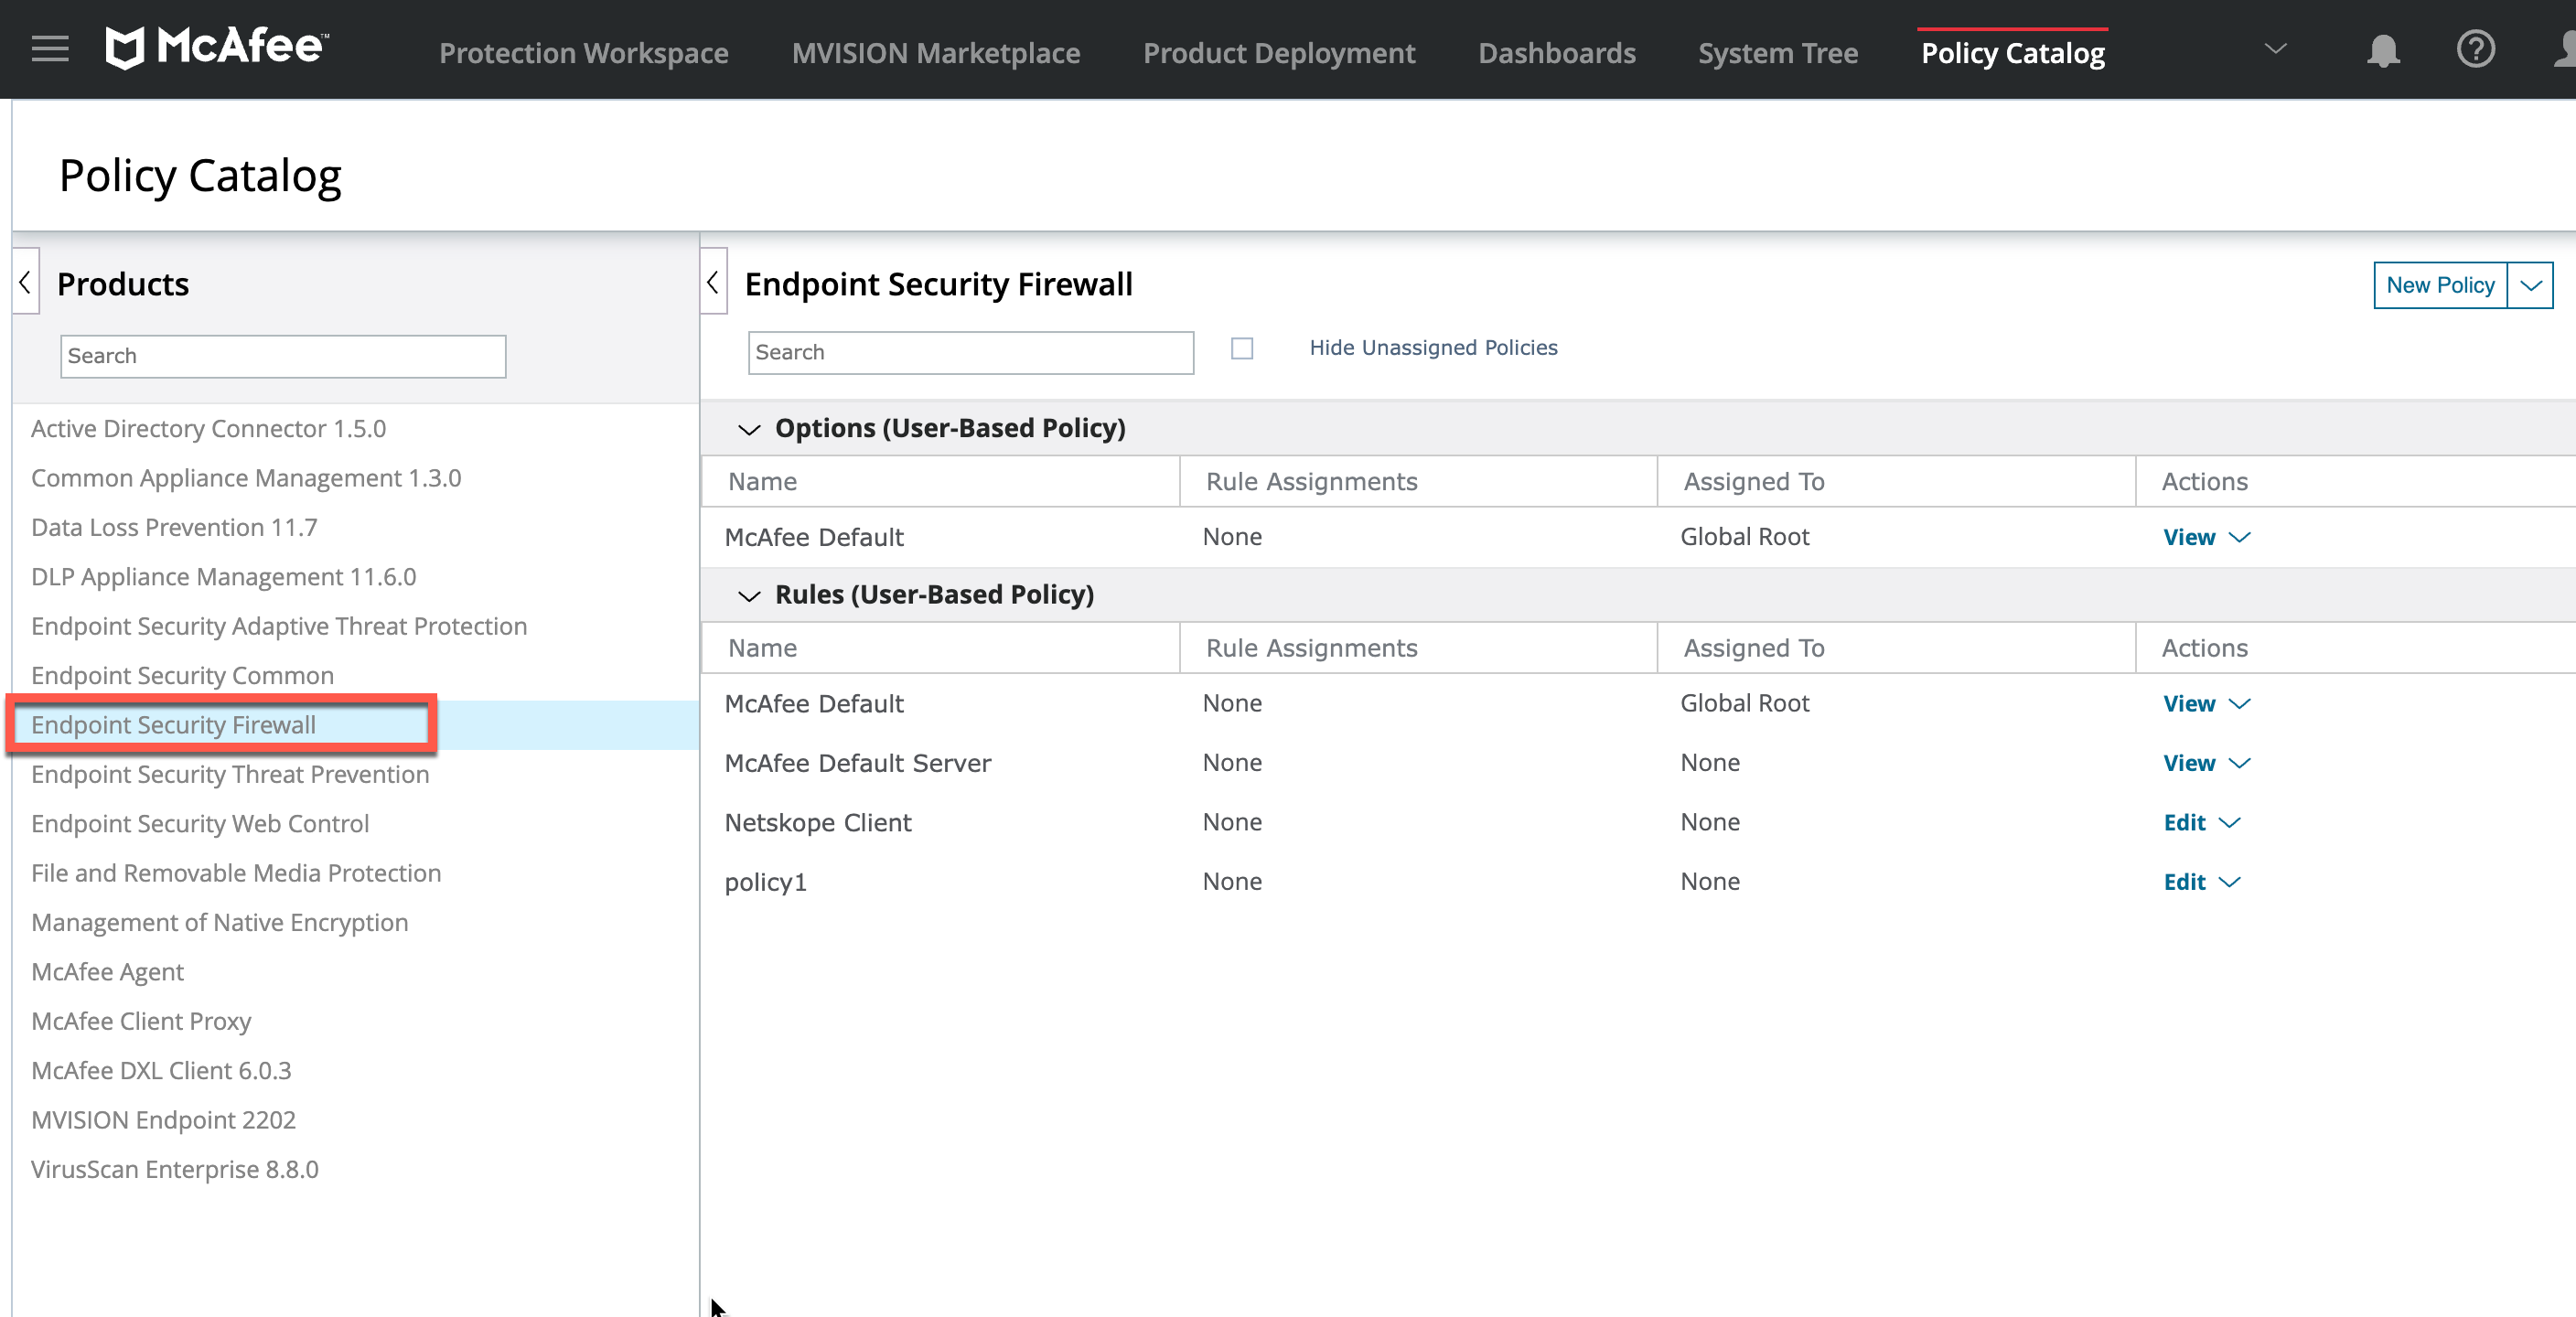 McAfee™
Protection Workspace
MVISION Marketplace
Product Deployment
Dashboards
System Tree
Policy Catalog
Policy Catalog
Products
Search
Active Directory Connector 1.5.0
Common Appliance Management 1.3.0
Data Loss Prevention 11.7
DLP Appliance Management 11.6.0
Endpoint Security Adaptive Threat Protection
Endpoint Security Common
Endpoint Security Firewall
Endpoint Security Threat Prevention
Endpoint Security Web Control
File and Removable Media Protection
Management of Native Encryption
McAfee Agent
McAfee Client Proxy
McAfee DXL Client 6.0.3
MVISION Endpoint 2202
VirusScan Enterprise 8.8.0
Endpoint Security Firewall
New Policy
Search
Hide Unassigned Policies
Options (User-Based Policy)
Name Rule Assignments Assigned To Actions
McAfee Default None Global Root View
Rules (User-Based Policy)
Name Rule Assignments Assigned To Actions
McAfee Default None Global Root View
McAfee Default Server None None View
Netskope Client None None Edit
policy1 None None Edit